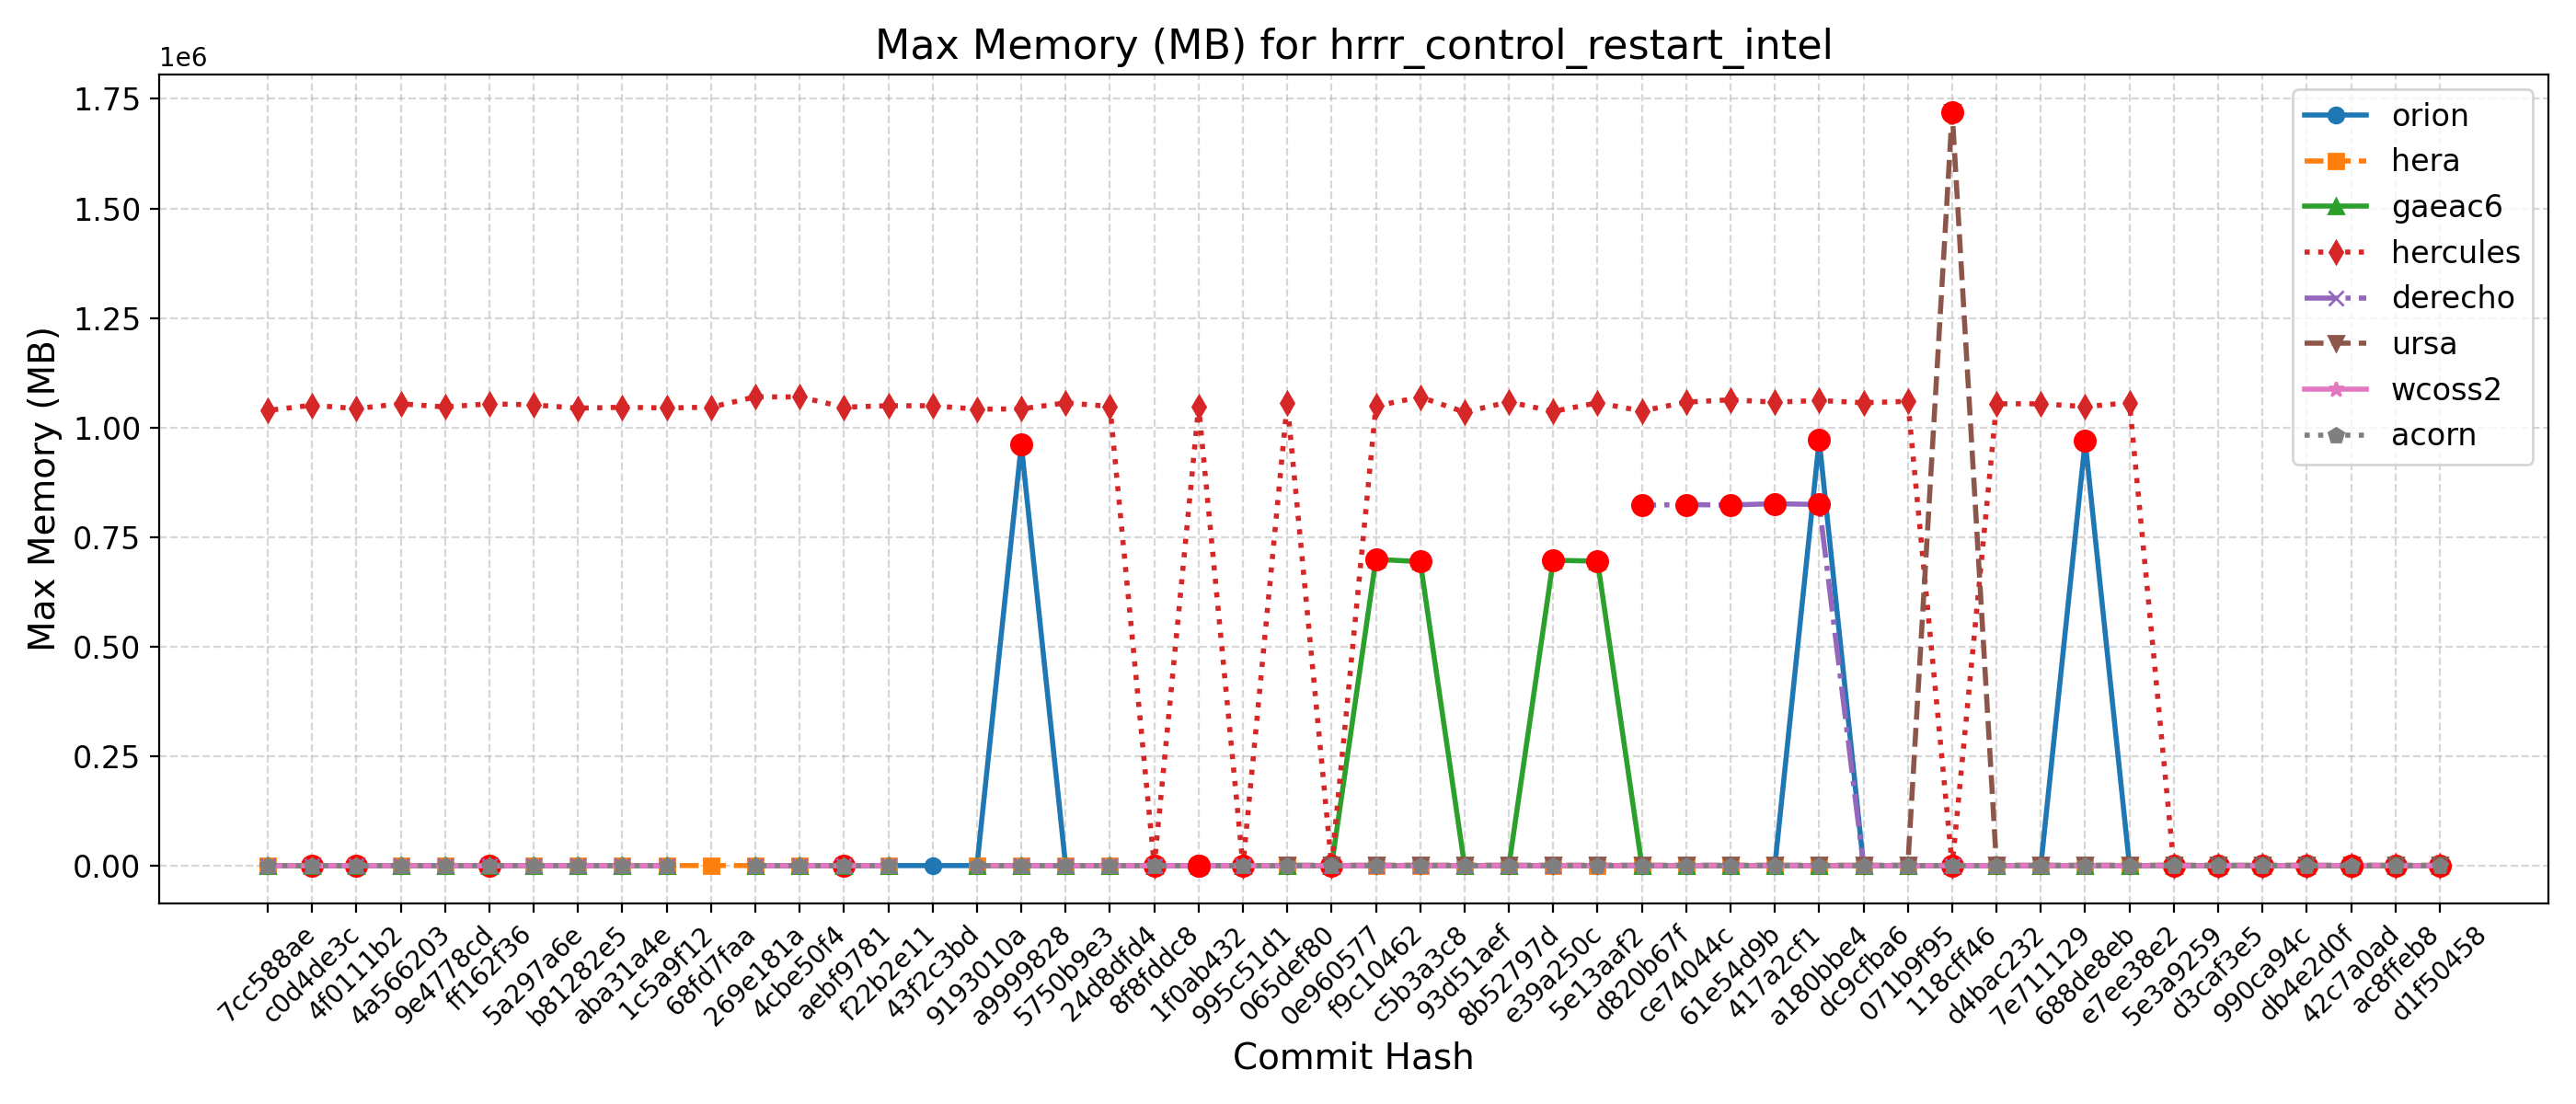 Max Memory (MB) for hrrr_control_restart_intel
1e6
1.75
1.50
1.25
1.00
0.75
0.50
0.25
0.00
Max Memory (MB)
orion
hera
gaeac6
hercules
derecho
ursa
wcoss2
acorn
7cc588ae
c0d4de3c
4f0111b2
4a566203
9e4778cd
ff162f36
5a297a6e
b81282e5
aba31a4e
1c5a9f12
68fd7faa
269e181a
4cbe50f4
aebf9781
f22b2e11
43f2c3bd
9193010a
a9999828
5750b9e3
24d8dfd4
8f8fddc8
1f0ab432
995c51d1
065def80
0e960577
f9c10462
c5b3a3c8
93d51aef
8b52797d
e39a250c
5e13aaf2
d820b67f
ce74044c
61e54d9b
417a2cf1
a180bbe4
dc9cfba6
071b9f95
118cff46
d4bac232
7e711129
688de8eb
e7ee38e2
5e3a9259
d3caf3e5
990ca94c
db4e2d0f
42c7a0ad
ac8ffeb8
d1f50458
Commit Hash